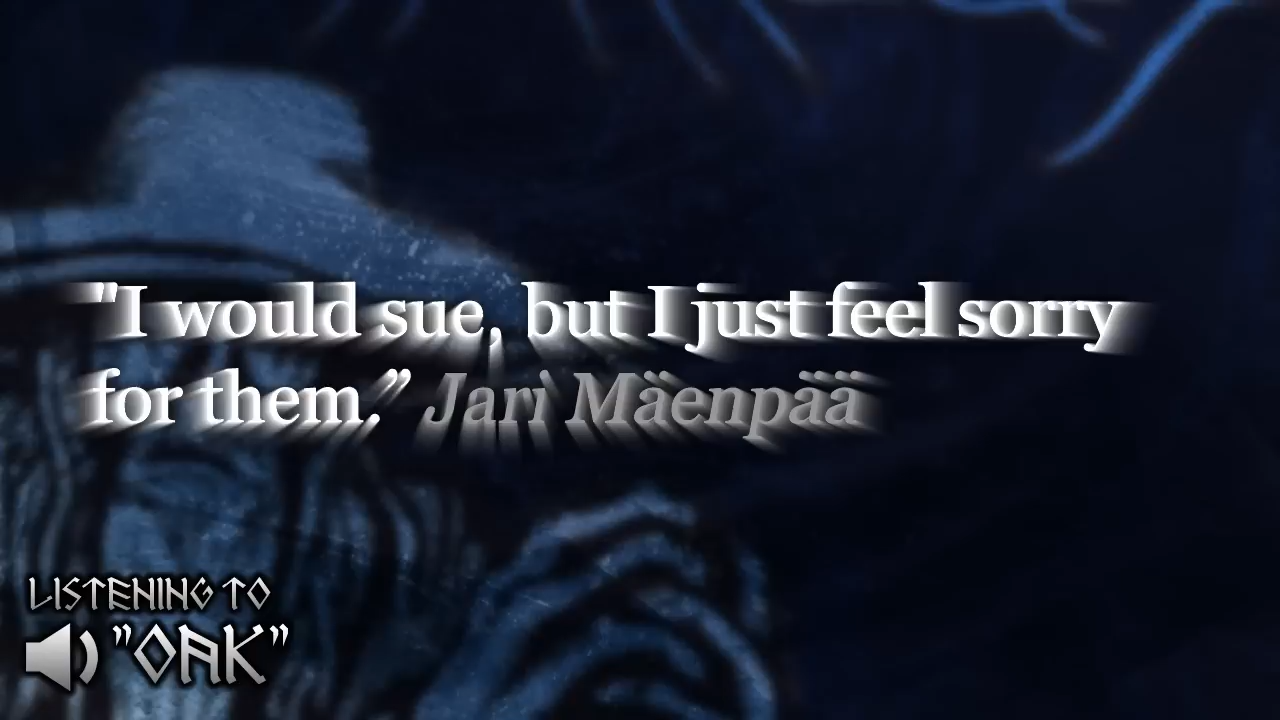 "I would sue, but I just feel sorry
for them.” Jari Mäenpää
LISTENING TO
"OAK"